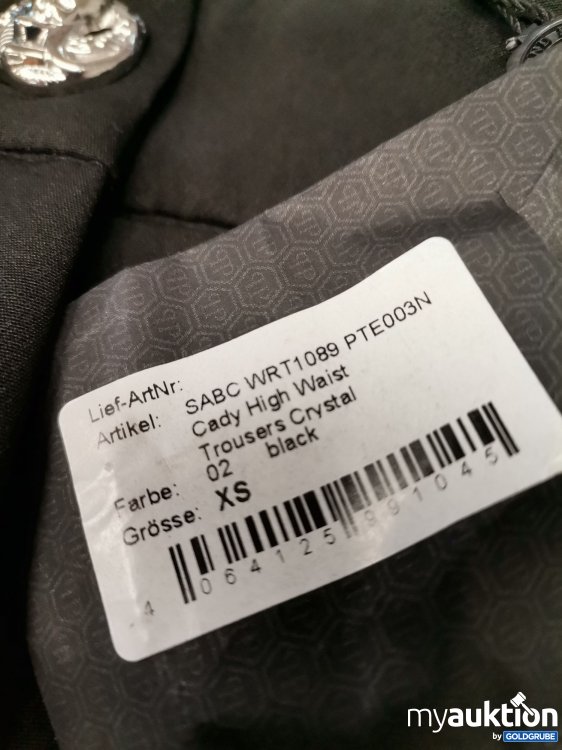 Lief-ArtNr: SABC WRT1089 PTE003N
Artikel: Cady High Waist
Trousers Crystal
Farbe: 02 black
Grösse: XS
4 064125 991045
myauktion
by GOLDGRUBE